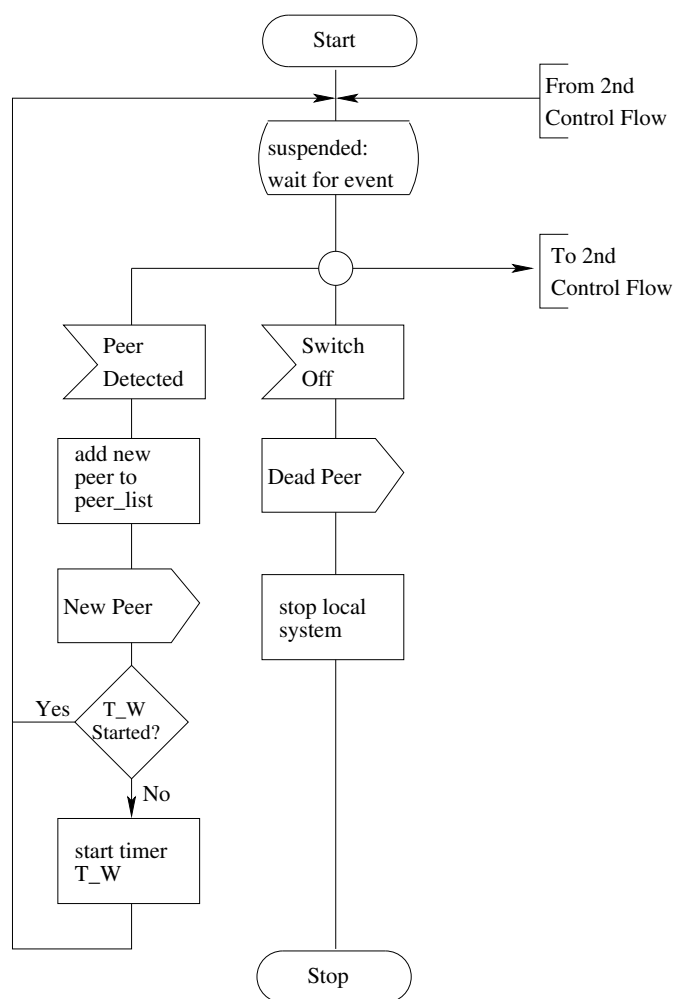 Start
From 2nd
Control Flow
suspended:
wait for event
To 2nd
Control Flow
Peer
Detected
Switch
Off
add new
peer to
peer_list
Dead Peer
New Peer
stop local
system
Yes
T_W
Started?
No
start timer
T_W
Stop